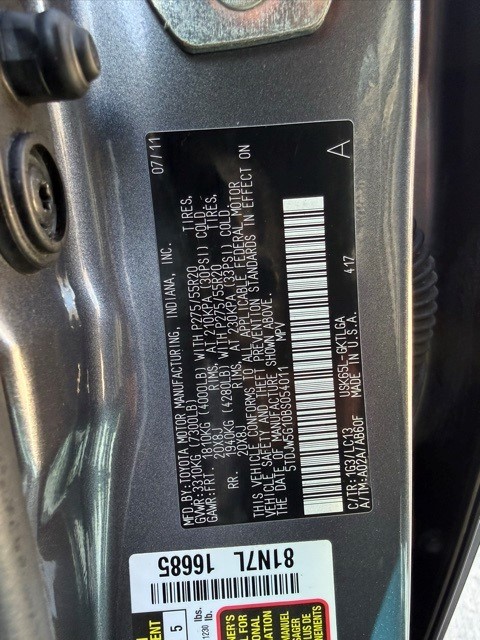 MFD.BY:TOYOTA MOTOR MANUFACTURING, INDIANA, INC. 07/11
GVWR:3310KG (7300LB)
GAWR:FRT. 1810KG (4000LB) WITH P275/55R20 TIRES,
20X8J RIMS, AT 210KPA (30PSI) COLD.
1940KG (4280LB) WITH P275/55R20 TIRES,
RR. 20X8J RIMS, AT 230KPA (33PSI) COLD.
THIS VEHICLE CONFORMS TO ALL APPLICABLE FEDERAL MOTOR
VEHICLE SAFETY AND THEFT PREVENTION STANDARDS IN EFFECT ON
THE DATE OF MANUFACTURE SHOWN ABOVE.
5TDJW5G10BS054011 MPV
C/TR:1G3/LC13 USK65L-GKTLGA 417
A/TM:A02A/AB60F MADE IN U.S.A. A
81N7L 16685
5
lbs.
1230 lb.